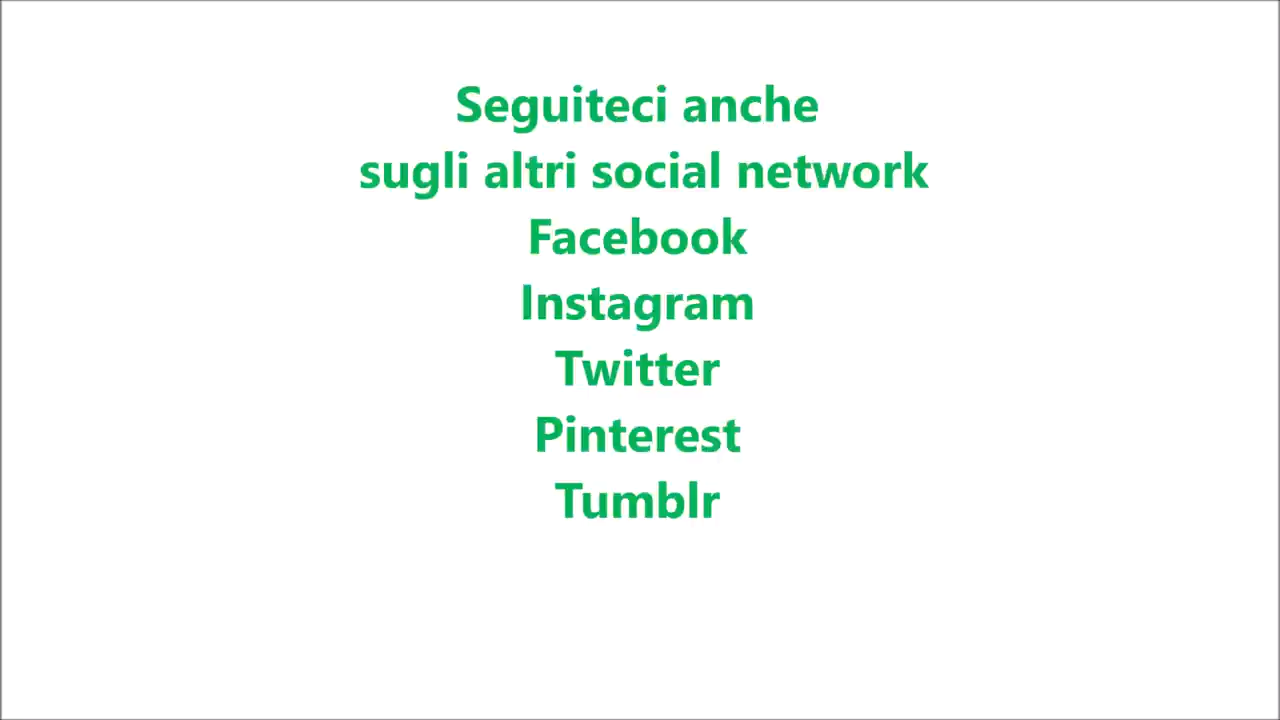 Seguiteci anche
sugli altri social network
Facebook
Instagram
Twitter
Pinterest
Tumblr